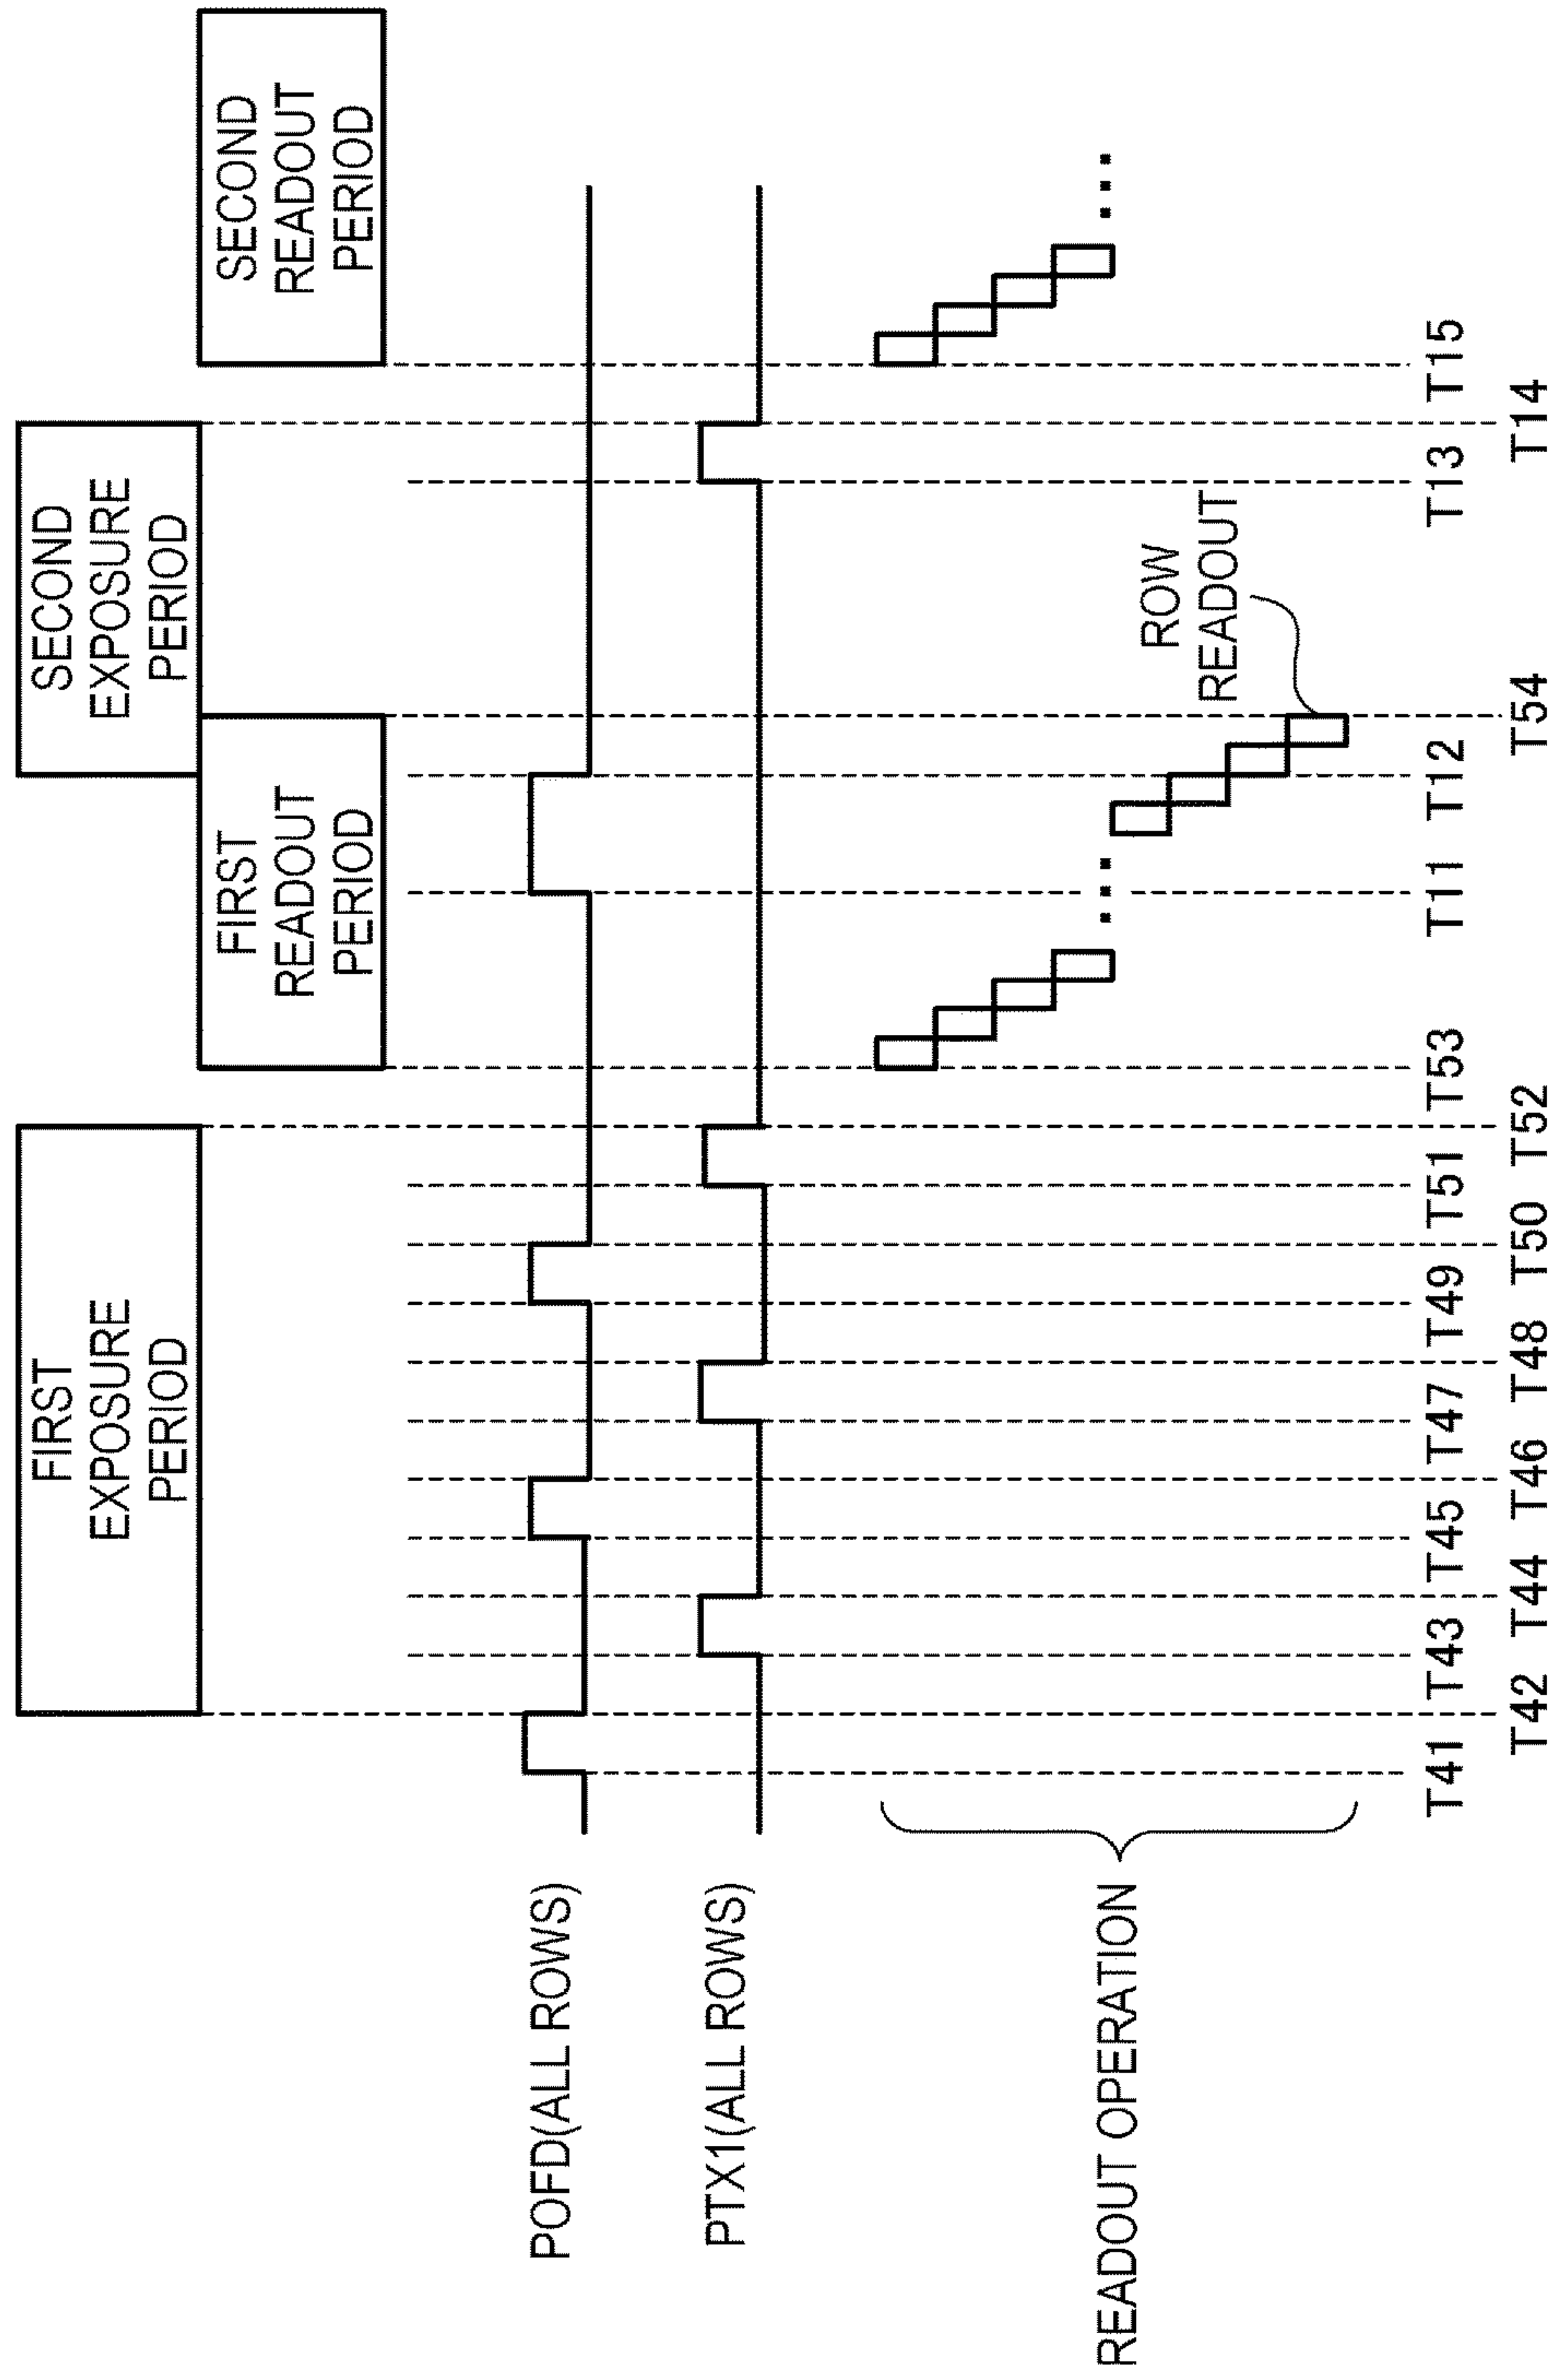 FIRST
EXPOSURE
PERIOD
SECOND
EXPOSURE
PERIOD
FIRST
READOUT
PERIOD
SECOND
READOUT
PERIOD
POFD(ALL ROWS)
PTX1(ALL ROWS)
READOUT OPERATION
ROW
READOUT
T41 T43 T45 T47 T49 T51 T53 T11 T12 T13 T15
T42 T44 T46 T48 T50 T52 T54 T14